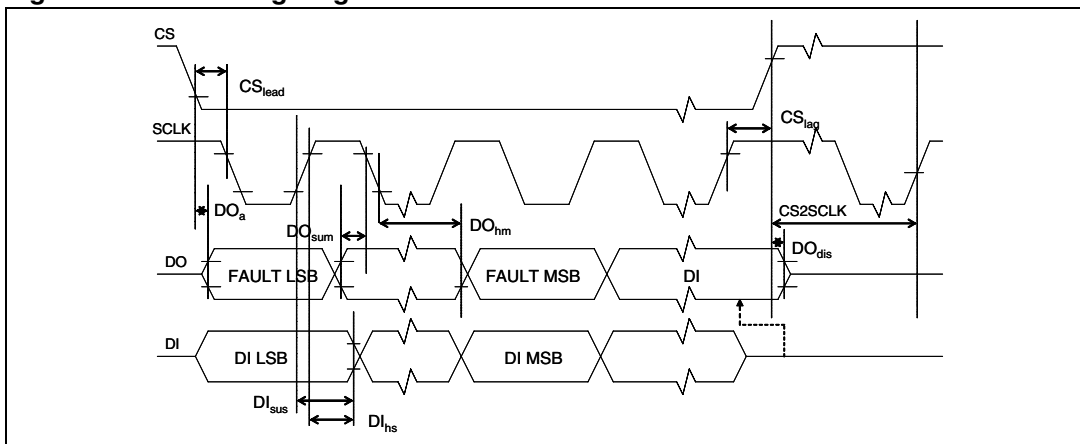 CS
CSlead
SCLK
CSlag
DOa
DOsum
DOhm
CS2SCLK
DOdis
DO
FAULT LSB
FAULT MSB
DI
DI
DI LSB
DI MSB
DIsus
DIhs